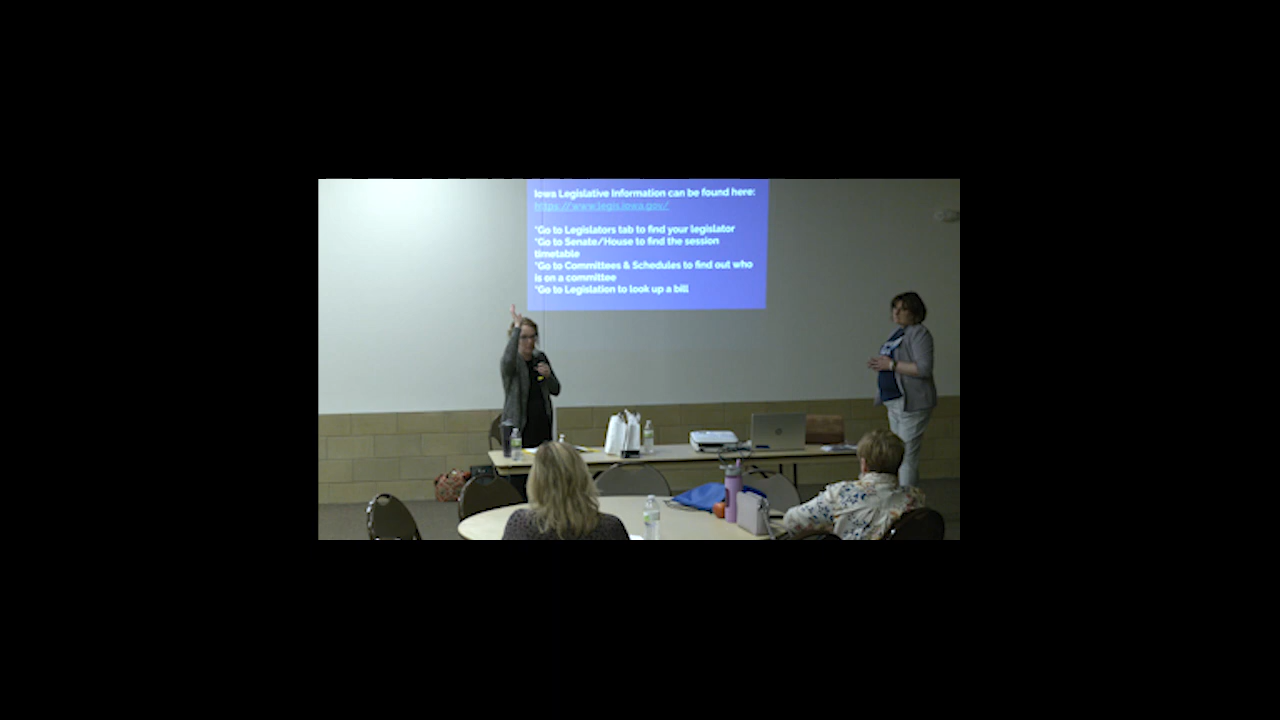 Iowa Legislative Information can be found here:
https://www.legis.iowa.gov/
*Go to Legislators tab to find your legislator
*Go to Senate/House to find the session
timetable
*Go to Committees & Schedules to find out who
is on a committee
*Go to Legislation to look up a bill